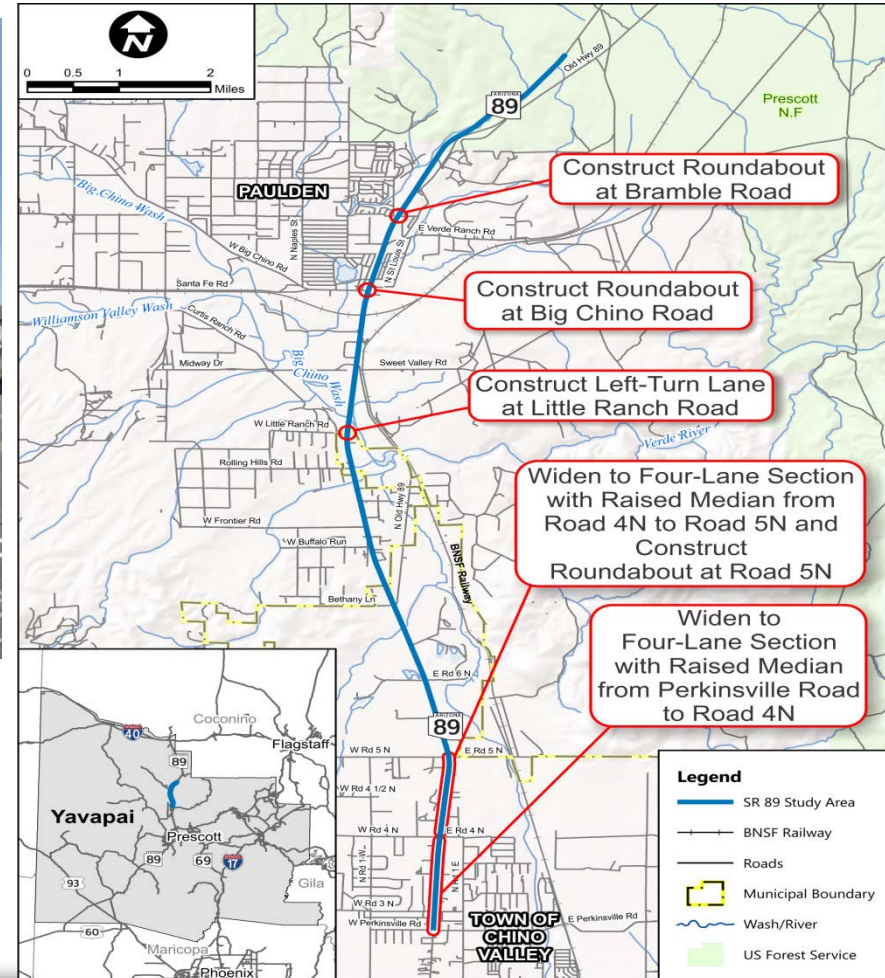 N
0 0.5 1 2
Miles
Old Hwy 89
ARIZONA
89
Prescott
N.F
Construct Roundabout
at Bramble Road
PAULDEN
Big Chino Wash
N Naples St
E Verde Ranch Rd
N St Louis St
W Big Chino Rd
Construct Roundabout
at Big Chino Road
Santa Fe Rd
Williamson Valley Wash
Curtis Ranch Rd
Big Chino Wash
Midway Dr
Sweet Valley Rd
Construct Left-Turn Lane
at Little Ranch Road
W Little Ranch Rd
Verde River
Rolling Hills Rd
N Old Hwy 89
Widen to Four-Lane Section
with Raised Median from
Road 4N to Road 5N and
Construct
Roundabout at Road 5N
W Frontier Rd
W Buffalo Run
BNSF Railway
Bethany Ln
Widen to
Four-Lane Section
with Raised Median
from Perkinsville Road
to Road 4N
E Rd 6 N
ARIZONA
89
W Rd 5 N
E Rd 5 N
W Rd 4 1/2 N
W Rd 4 N
E Rd 4 N
N Rd 1 W
N Rd 1 E
W Rd 3 N
W Perkinsville Rd
E Perkinsville Rd
TOWN OF
CHINO
VALLEY
Coconino
40
Flagstaff
89
Yavapai
Prescott
89
69
17
93
Gila
60
Maricopa
Phoenix
Legend
SR 89 Study Area
BNSF Railway
Roads
Municipal Boundary
Wash/River
US Forest Service